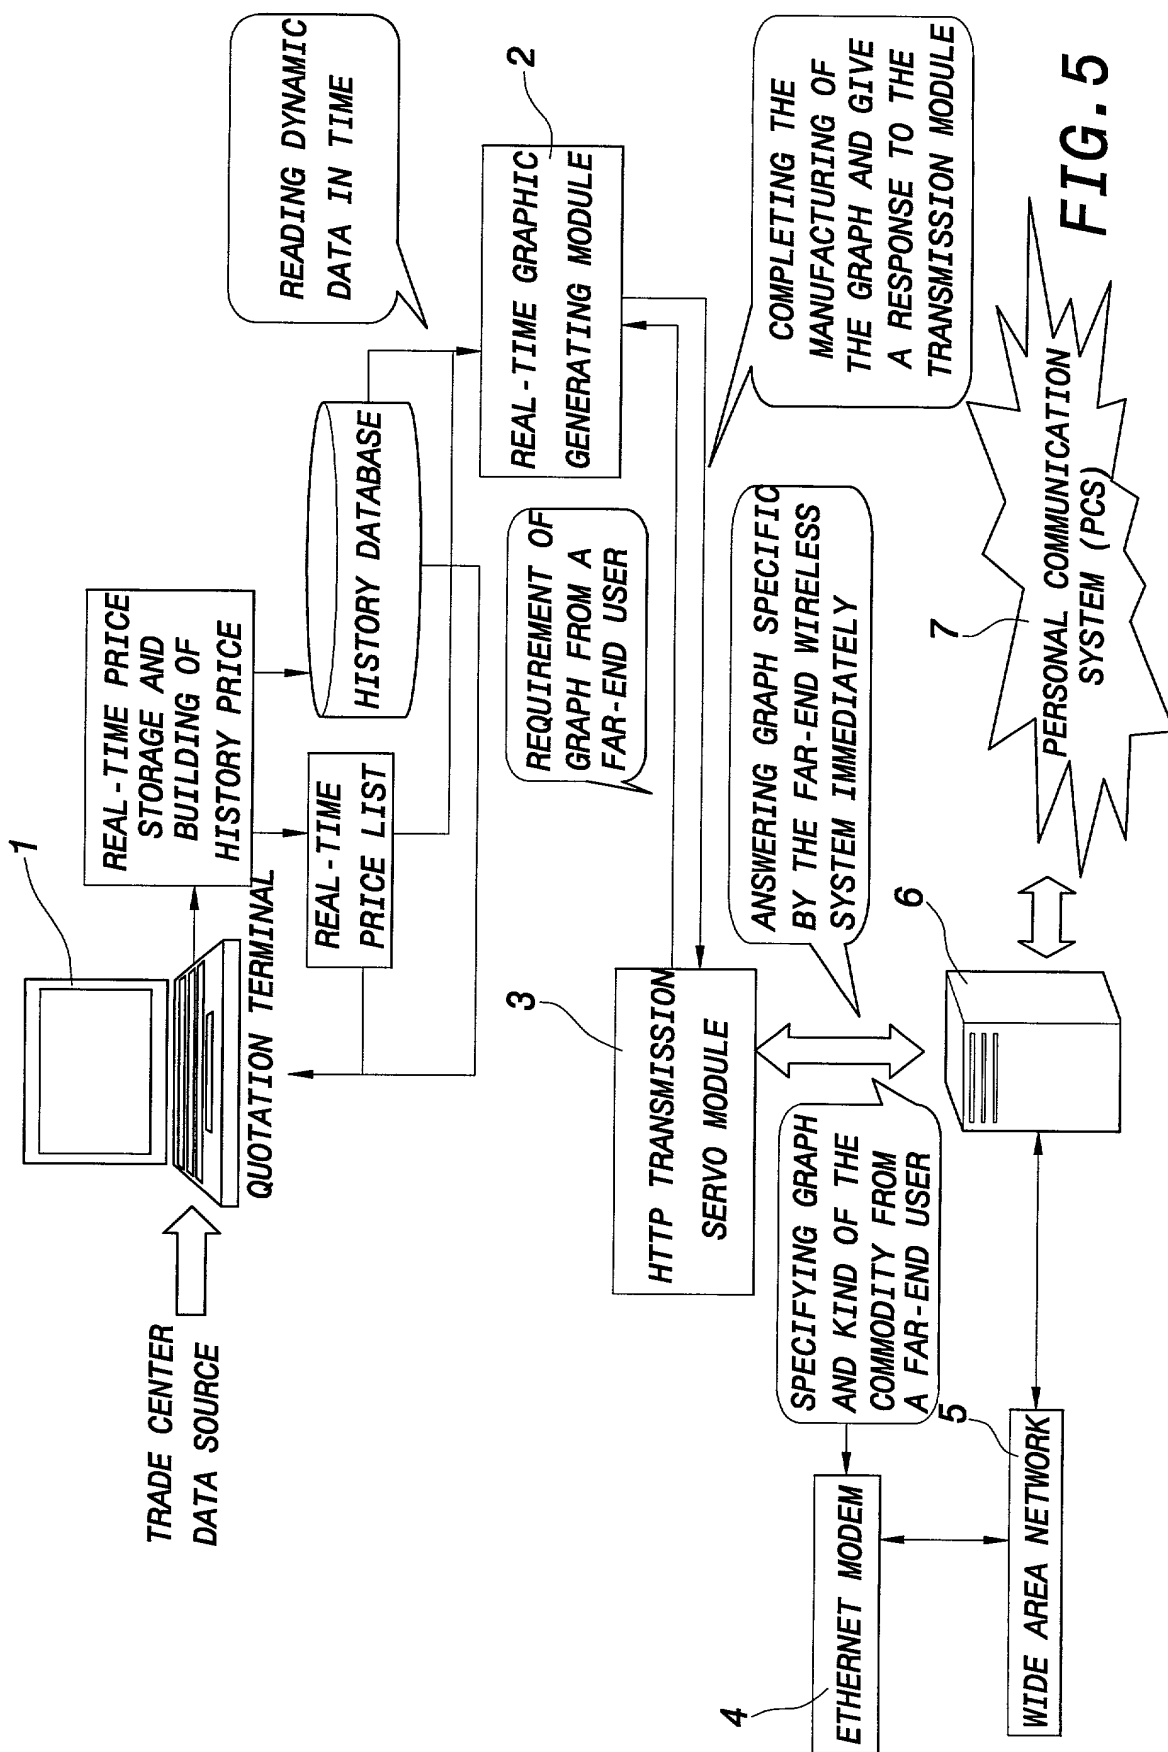 TRADE CENTER
DATA SOURCE
1
QUOTATION TERMINAL
REAL-TIME PRICE
STORAGE AND
BUILDING OF
HISTORY PRICE
REAL-TIME
PRICE LIST
HISTORY DATABASE
READING DYNAMIC
DATA IN TIME
2
REAL-TIME GRAPHIC
GENERATING MODULE
REQUIREMENT OF
GRAPH FROM A
FAR-END USER
3
HTTP TRANSMISSION
SERVO MODULE
COMPLETING THE
MANUFACTURING OF
THE GRAPH AND GIVE
A RESPONSE TO THE
TRANSMISSION MODULE
ANSWERING GRAPH SPECIFIC
BY THE FAR-END WIRELESS
SYSTEM IMMEDIATELY
SPECIFYING GRAPH
AND KIND OF THE
COMMODITY FROM
A FAR-END USER
4
ETHERNET MODEM
5
WIDE AREA NETWORK
6
7
PERSONAL COMMUNICATION
SYSTEM (PCS)
FIG.5